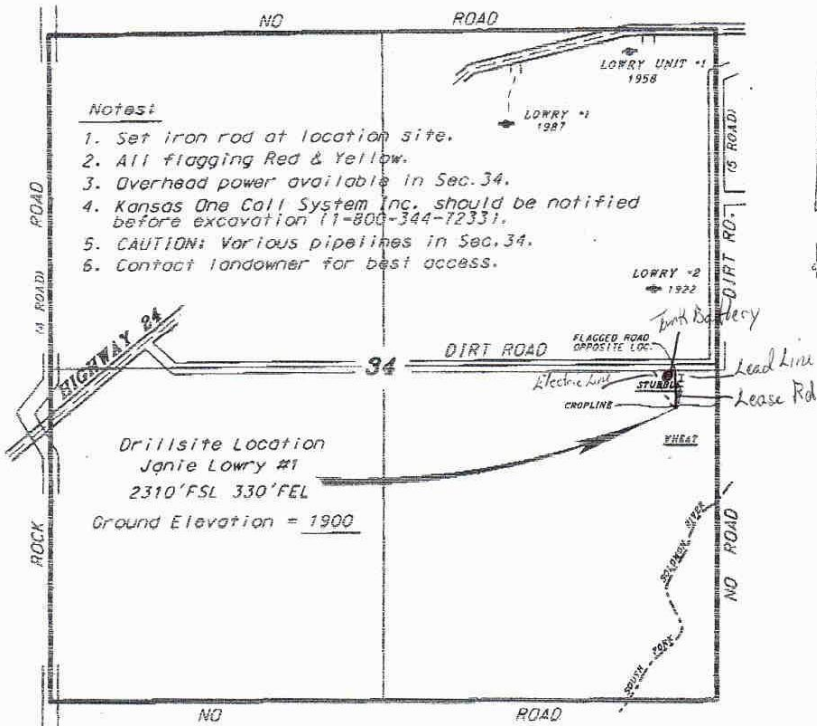 NO ROAD
LOWRY UNIT #1
1958
LOWRY #1
1987
Notes:
1. Set iron rod at location site.
2. All flagging Red & Yellow.
3. Overhead power available in Sec. 34.
4. Kansas One Call System Inc. should be notified
before excavation (1-800-344-7233).
5. CAUTION: Various pipelines in Sec. 34.
6. Contact landowner for best access.
ROAD
(4 ROAD)
ROCK
(5 ROAD)
DIRT RD.
LOWRY #2
1922
Tank Battery
HIGHWAY 24
DIRT ROAD
FLAGGED ROAD
OPPOSITE LOC.
34
Electric Line
STUBBLE
Lead Line
CROPLINE
Lease Rd
WHEAT
Drillsite Location
Janie Lowry #1
2310'FSL 330'FEL
Ground Elevation = 1900
NO ROAD
SOUTH FORK
SOLOMON RIVER
NO ROAD